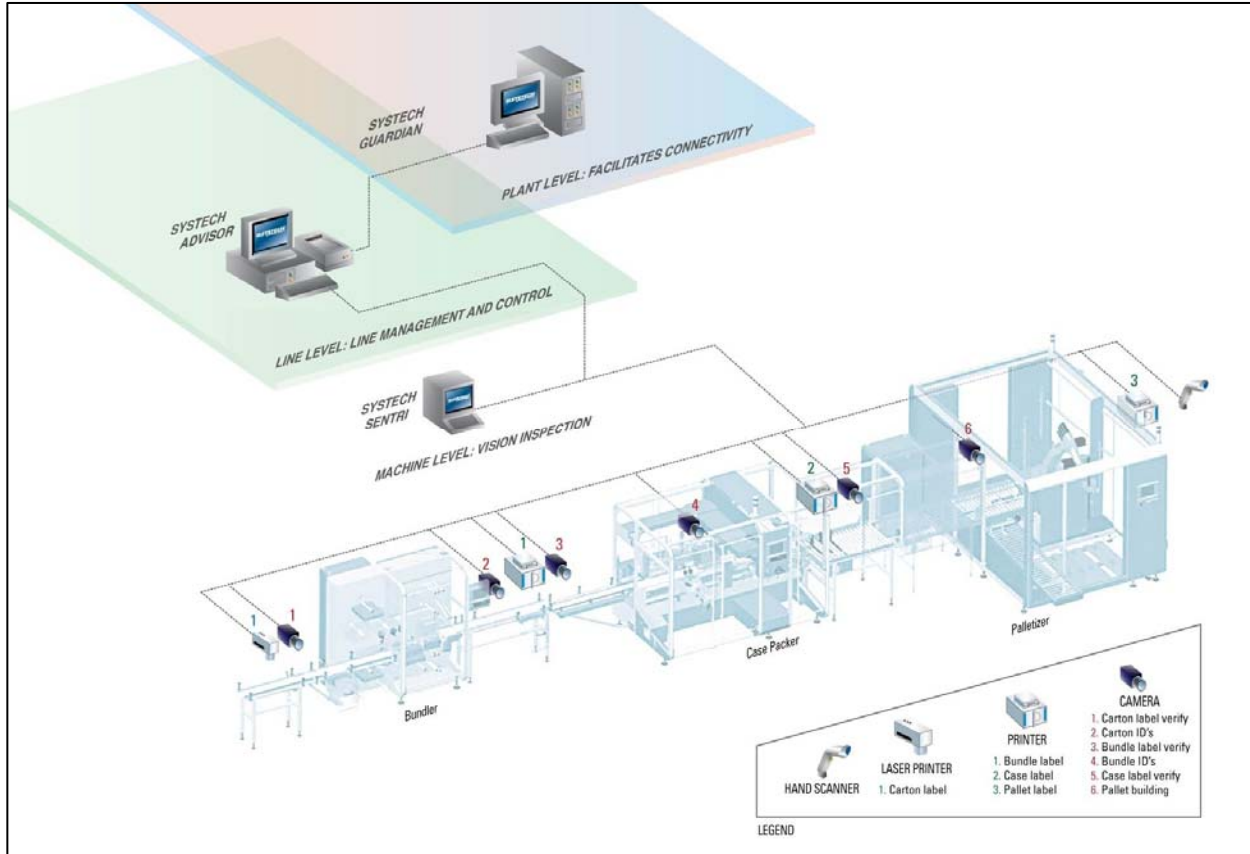 SYSTECH
GUARDIAN
PLANT LEVEL: FACILITATES CONNECTIVITY
SYSTECH
ADVISOR
LINE LEVEL: LINE MANAGEMENT AND CONTROL
SYSTECH
SENTRI
MACHINE LEVEL: VISION INSPECTION
3
6
2
5
4
1
3
2
1
1
Palletizer
Case Packer
Bundler
HAND SCANNER
LASER PRINTER
1. Carton label
PRINTER
1. Bundle label
2. Case label
3. Pallet label
CAMERA
1. Carton label verify
2. Carton ID's
3. Bundle label verify
4. Bundle ID's
5. Case label verify
6. Pallet building
LEGEND